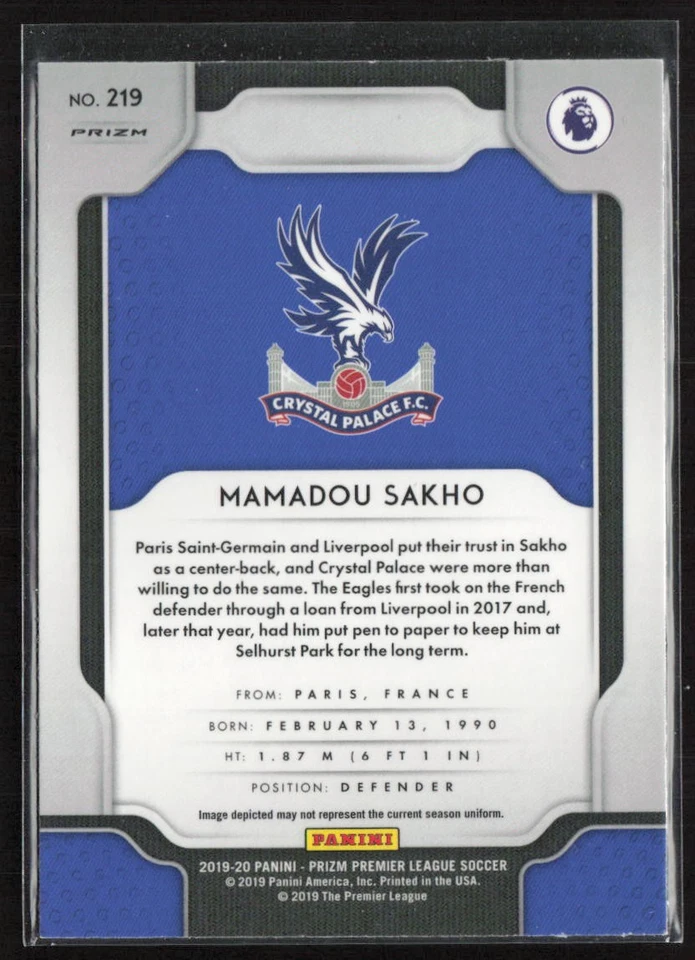 NO. 219
PRIZM
1905
CRYSTAL PALACE F.C.
MAMADOU SAKHO
Paris Saint-Germain and Liverpool put their trust in Sakho
as a center-back, and Crystal Palace were more than
willing to do the same. The Eagles first took on the French
defender through a loan from Liverpool in 2017 and,
later that year, had him put pen to paper to keep him at
Selhurst Park for the long term.
FROM: PARIS, FRANCE
BORN: FEBRUARY 13, 1990
HT: 1.87 M (6 FT 1 IN)
POSITION: DEFENDER
Image depicted may not represent the current season uniform.
PANINI
2019-20 PANINI - PRIZM PREMIER LEAGUE SOCCER
© 2019 Panini America, Inc. Printed in the USA.
© 2019 The Premier League